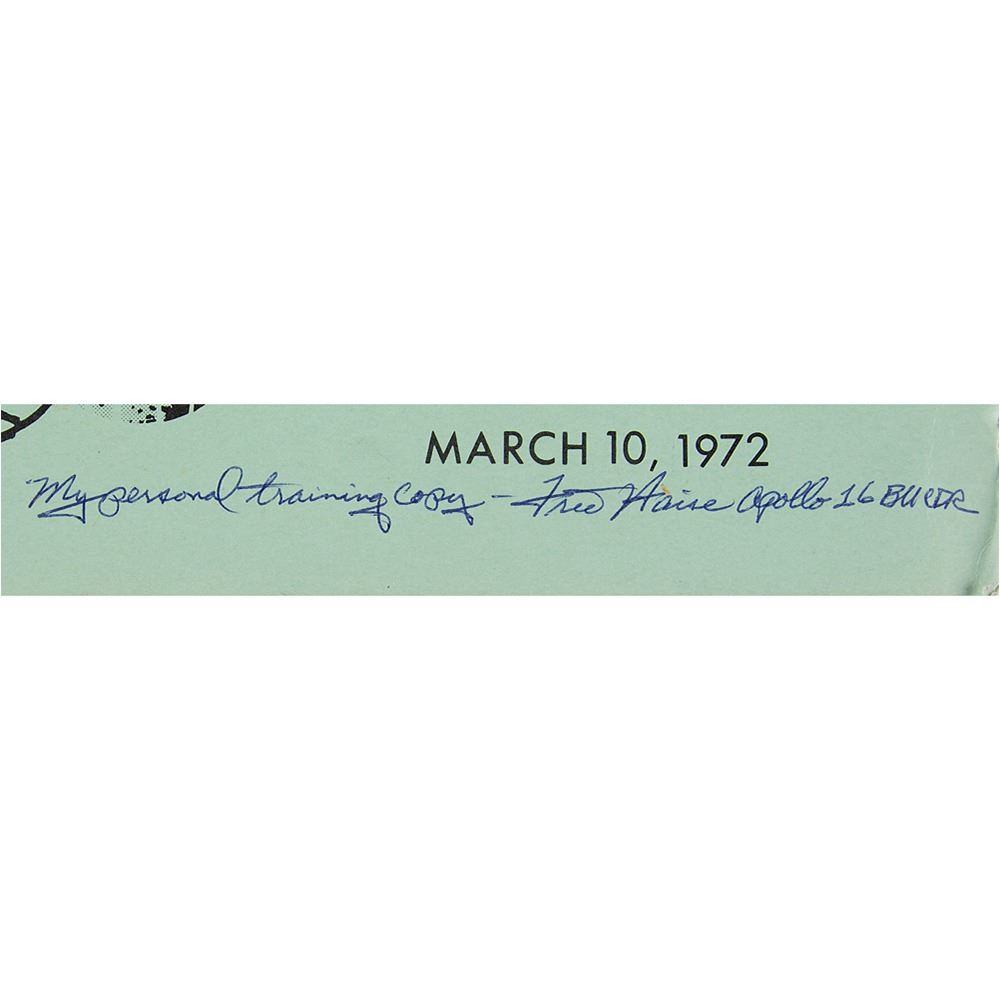 MARCH 10, 1972
My personal training copy - Fred Haise Apollo 16 BU CDR